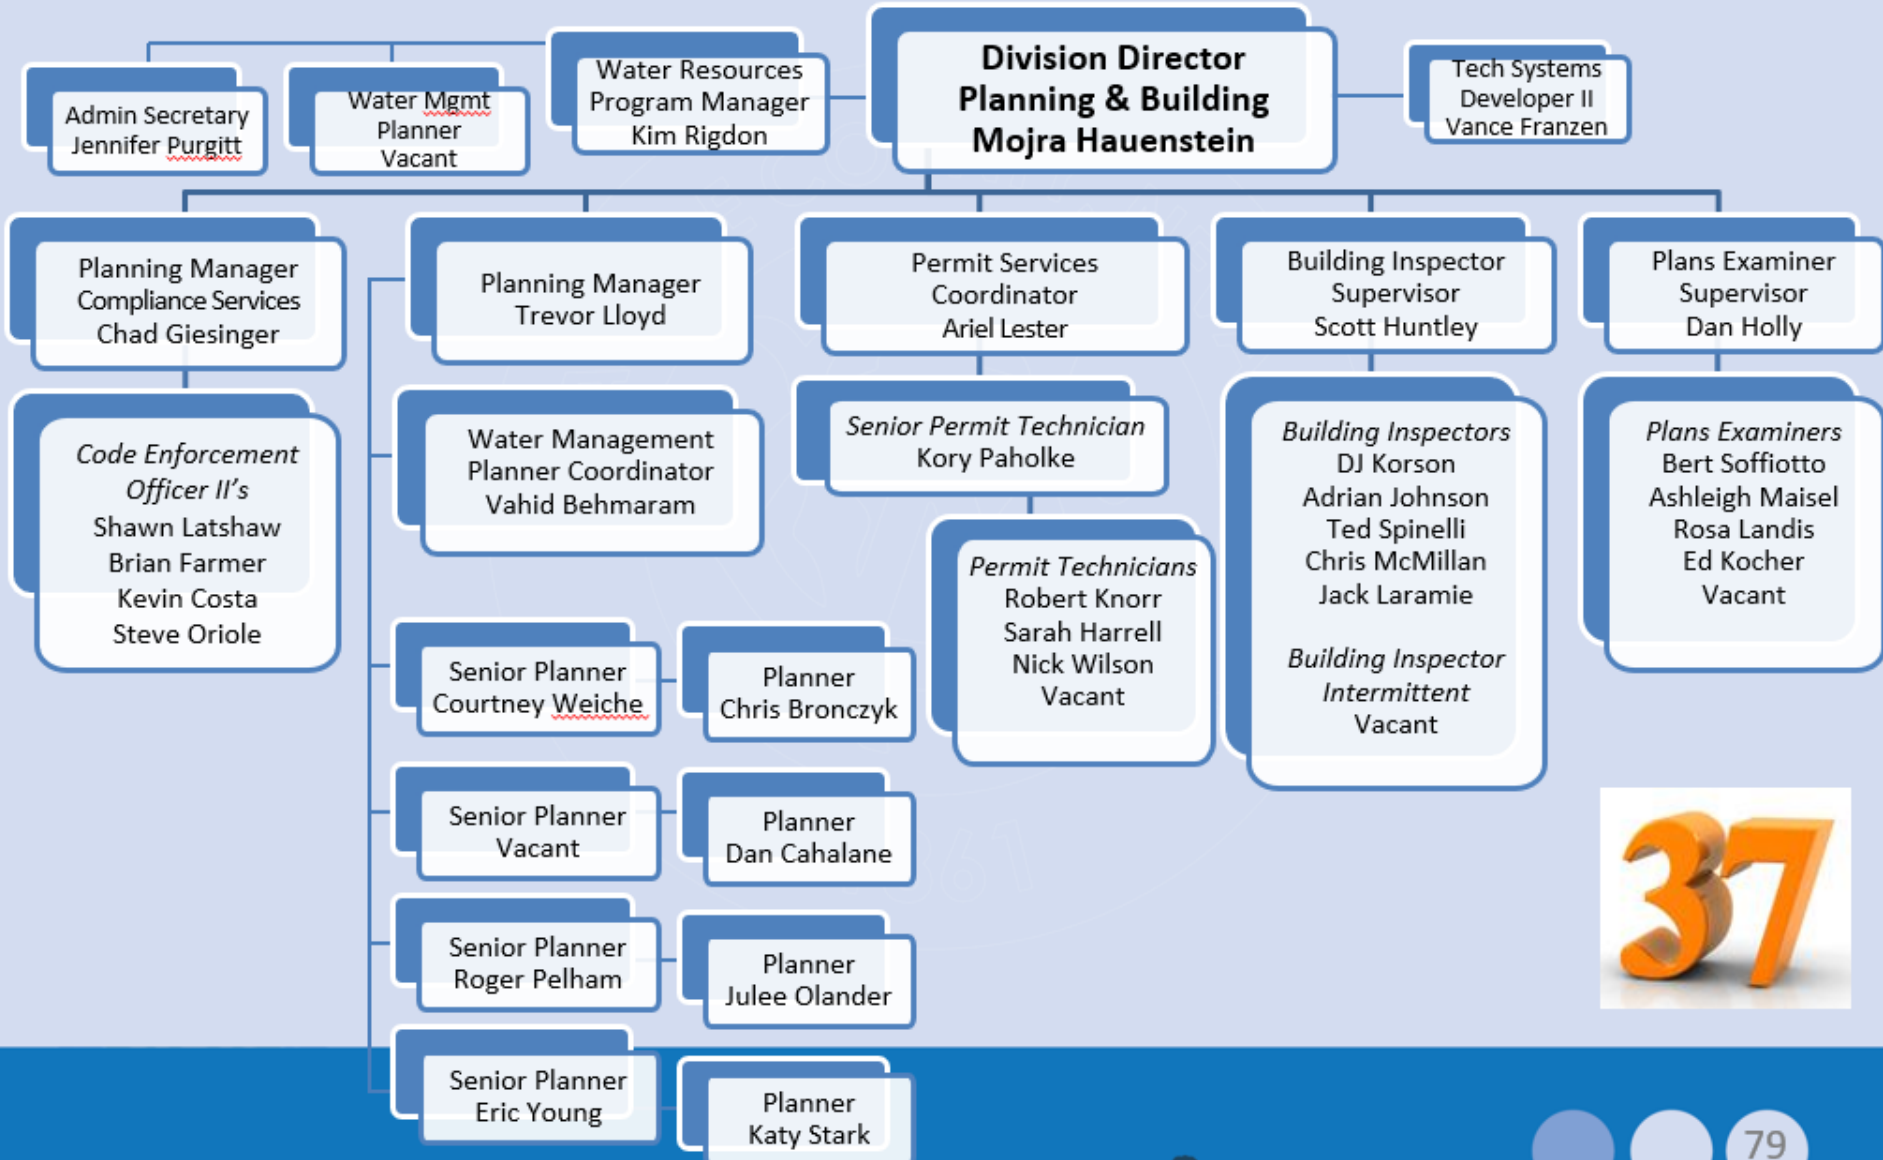 Division Director
Planning & Building
Mojra Hauenstein
Water Resources
Program Manager
Kim Rigdon
Tech Systems
Developer II
Vance Franzen
Admin Secretary
Jennifer Purgitt
Water Mgmt
Planner
Vacant
Planning Manager
Compliance Services
Chad Giesinger
Code Enforcement
Officer II's
Shawn Latshaw
Brian Farmer
Kevin Costa
Steve Oriole
Planning Manager
Trevor Lloyd
Water Management
Planner Coordinator
Vahid Behmaram
Senior Planner
Courtney Weiche
Planner
Chris Bronczyk
Senior Planner
Vacant
Planner
Dan Cahalane
Senior Planner
Roger Pelham
Planner
Julee Olander
Senior Planner
Eric Young
Planner
Katy Stark
Permit Services
Coordinator
Ariel Lester
Senior Permit Technician
Kory Paholke
Permit Technicians
Robert Knorr
Sarah Harrell
Nick Wilson
Vacant
Building Inspector
Supervisor
Scott Huntley
Building Inspectors
DJ Korson
Adrian Johnson
Ted Spinelli
Chris McMillan
Jack Laramie
Building Inspector
Intermittent
Vacant
Plans Examiner
Supervisor
Dan Holly
Plans Examiners
Bert Soffiotto
Ashleigh Maisel
Rosa Landis
Ed Kocher
Vacant
37
79